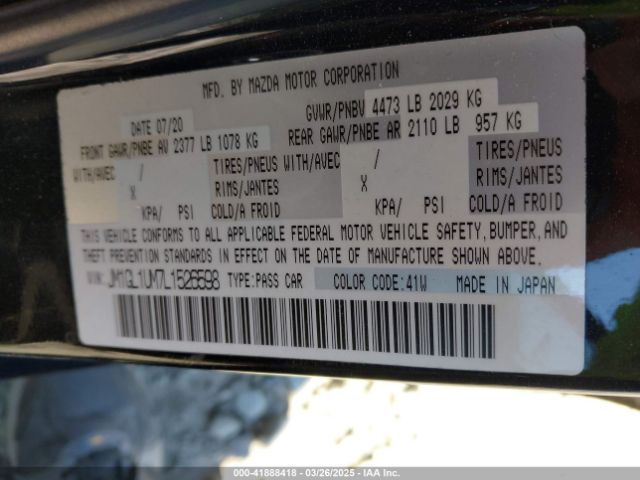 MFD. BY MAZDA MOTOR CORPORATION
DATE 07/20 GVWR/PNBV 4473 LB 2029 KG
FRONT GAWR/PNBE AV 2377 LB 1078 KG REAR GAWR/PNBE AR 2110 LB 957 KG
WITH/AVEC / TIRES/PNEUS WITH/AVEC / TIRES/PNEUS
X RIMS/JANTES X RIMS/JANTES
KPA/ PSI COLD/A FROID KPA/ PSI COLD/A FROID
THIS VEHICLE CONFORMS TO ALL APPLICABLE FEDERAL MOTOR VEHICLE SAFETY, BUMPER, AND
THEFT PREVENTION STANDARDS IN EFFECT ON THE DATE OF MANUFACTURE SHOWN ABOVE.
VIN: JM1GL1UM7L1526598 TYPE:PASS CAR COLOR CODE:41W MADE IN JAPAN
000-41888418 - 03/26/2025 - IAA Inc.